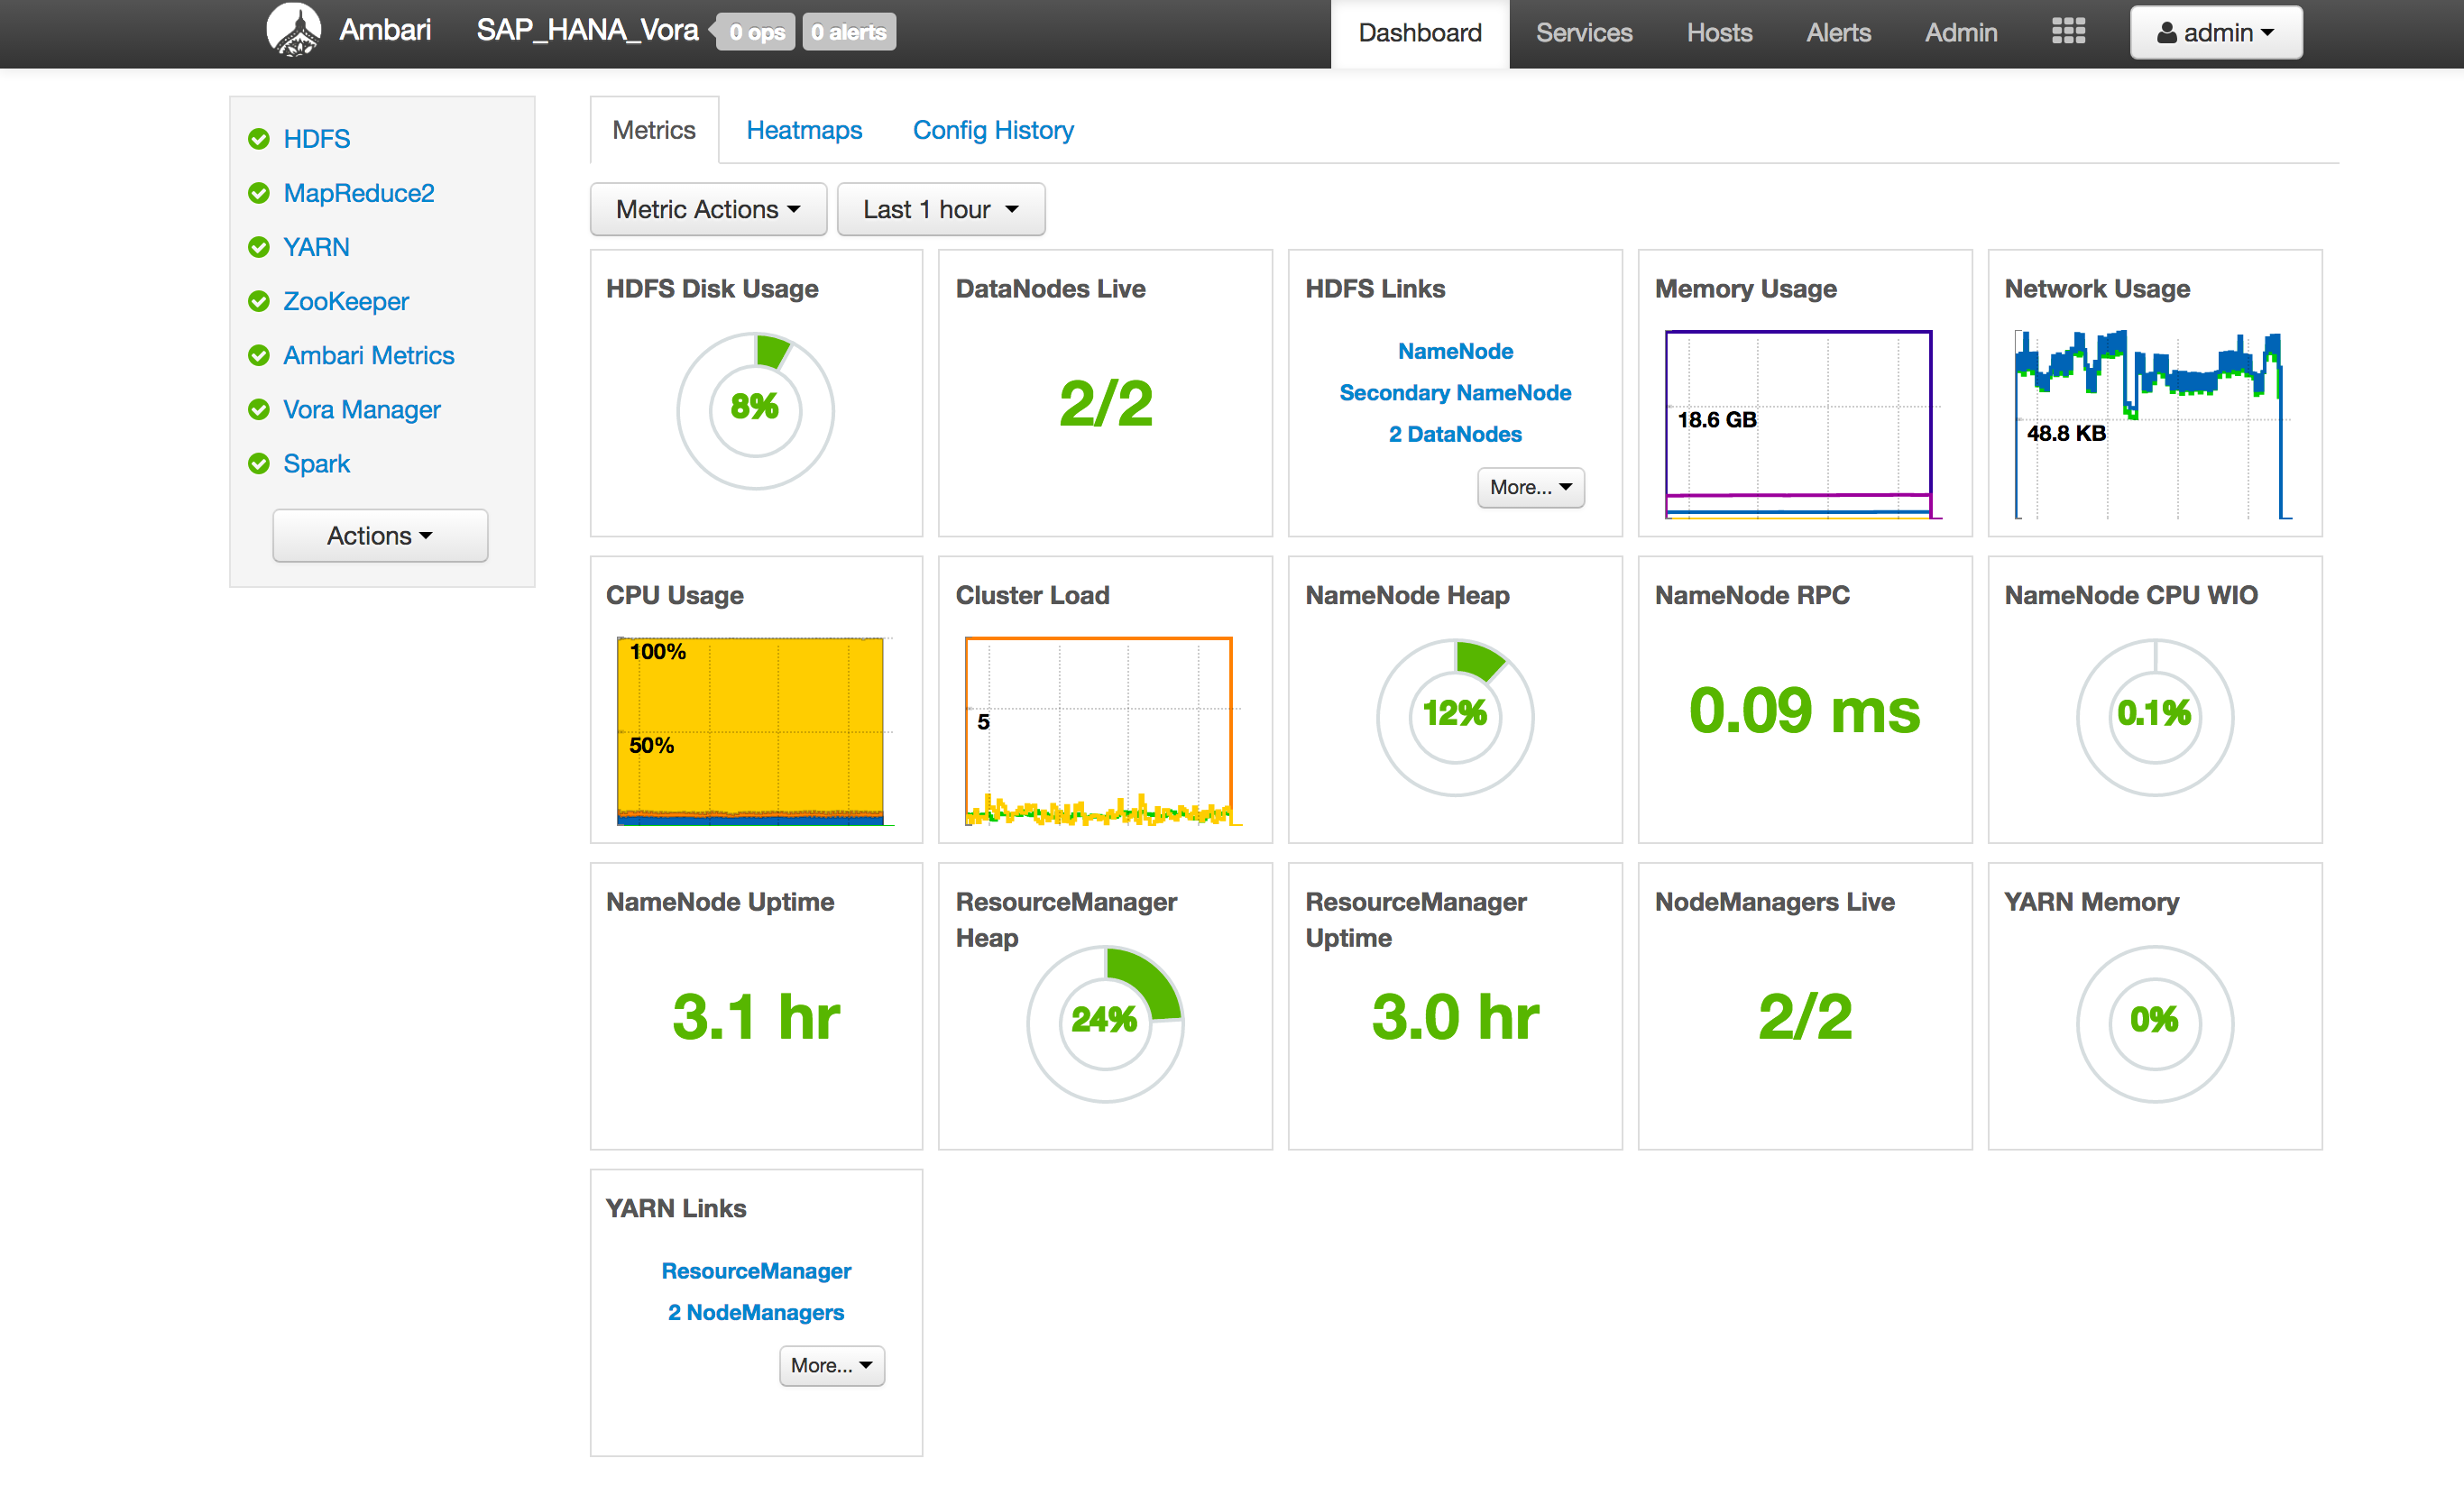 Ambari SAP_HANA_Vora 0 ops 0 alerts Dashboard Services Hosts Alerts Admin admin
HDFS
MapReduce2
YARN
ZooKeeper
Ambari Metrics
Vora Manager
Spark
Actions
Metrics Heatmaps Config History
Metric Actions Last 1 hour
HDFS Disk Usage
8%
DataNodes Live
2/2
HDFS Links
NameNode
Secondary NameNode
2 DataNodes
More...
Memory Usage
18.6 GB
Network Usage
48.8 KB
CPU Usage
100%
50%
Cluster Load
5
NameNode Heap
12%
NameNode RPC
0.09 ms
NameNode CPU WIO
0.1%
NameNode Uptime
3.1 hr
ResourceManager
Heap
24%
ResourceManager
Uptime
3.0 hr
NodeManagers Live
2/2
YARN Memory
0%
YARN Links
ResourceManager
2 NodeManagers
More...